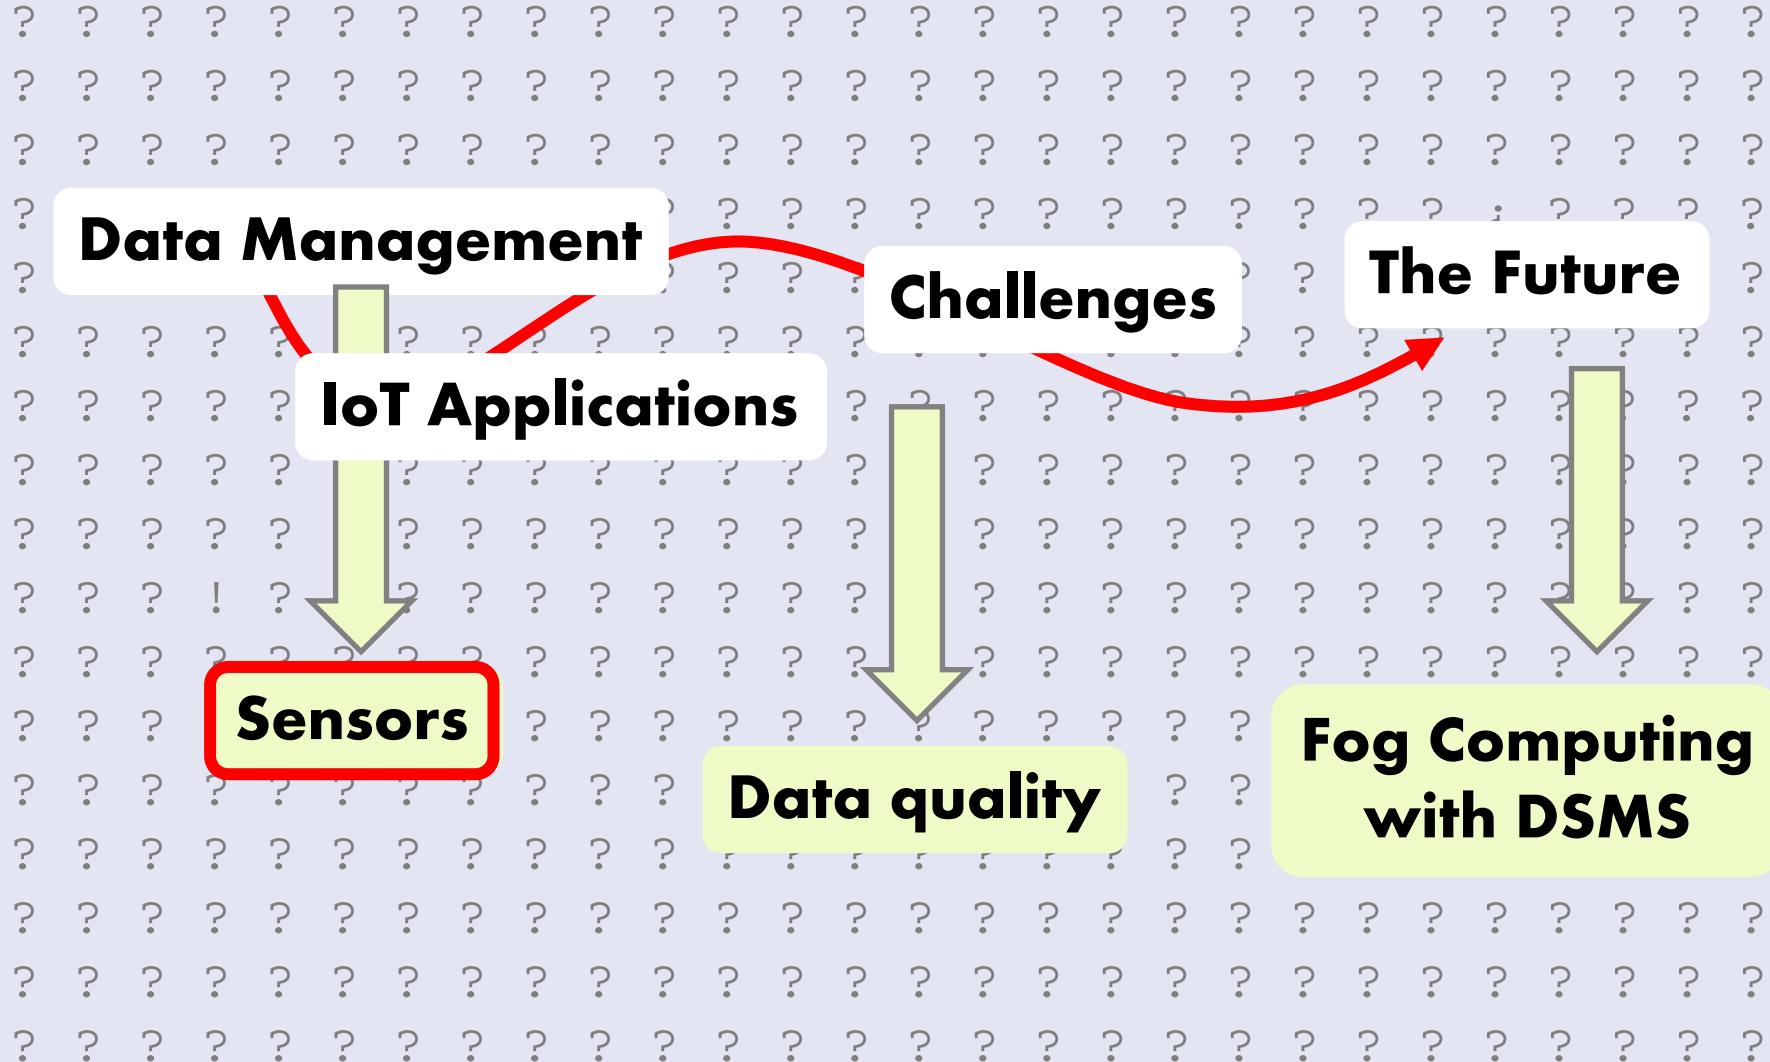 Data Management
IoT Applications
Challenges
The Future
Sensors
Data quality
Fog Computing
with DSMS